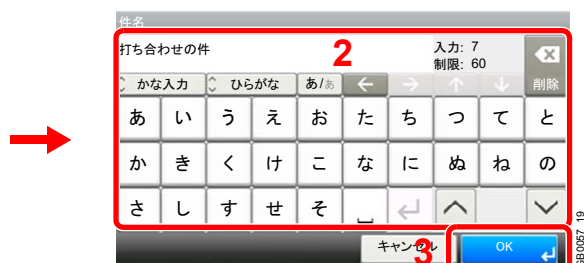 件名
打ち合わせの件
2
入力: 7
制限: 60
かな入力 ひらがな あ/ぁ ← → ↑ ↓ 削除
あ い う え お た ち つ て と
か き く け こ な に ぬ ね の
さ し す せ そ
キャンセル
3
OK
GB0057_19